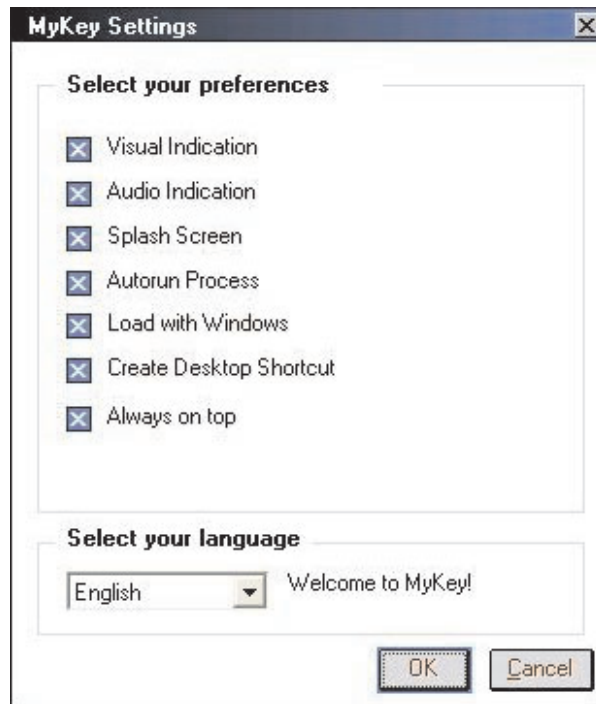 MyKey Settings
Select your preferences
Visual Indication
Audio Indication
Splash Screen
Autorun Process
Load with Windows
Create Desktop Shortcut
Always on top
Select your language
English
Welcome to MyKey!
OK
Cancel